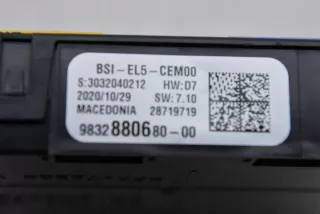 BSI-EL5-CEM00
S:3032040212 HW:D7
2020/10/29 SW:7.10
MACEDONIA 28719719
9832880680-00